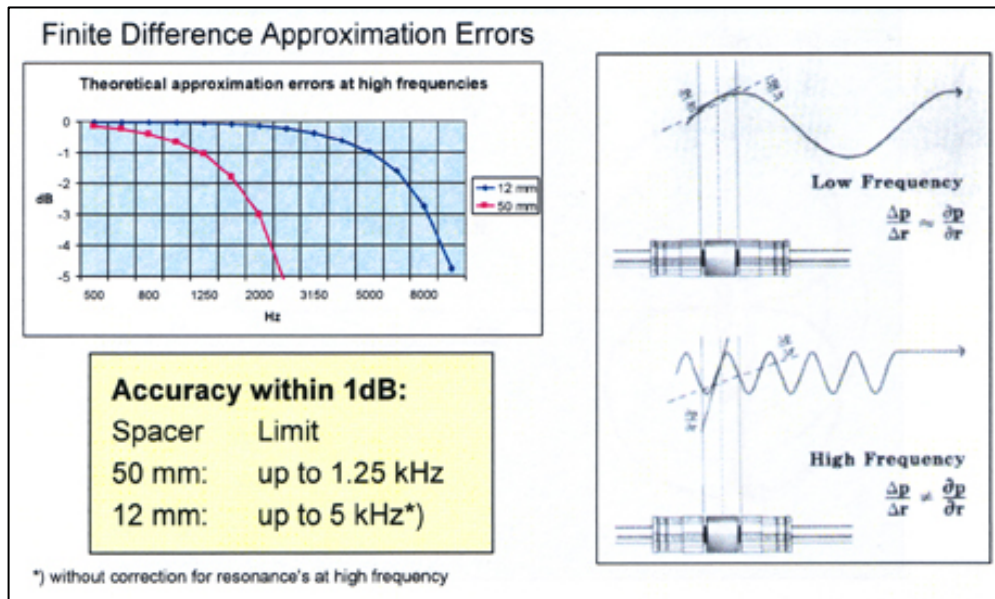 Finite Difference Approximation Errors
Theoretical approximation errors at high frequencies
0
-1
-2
-3
-4
-5
dB
500 800 1250 2000 3150 5000 8000
Hz
12 mm
50 mm
Accuracy within 1dB:
Spacer Limit
50 mm: up to 1.25 kHz
12 mm: up to 5 kHz*)
*) without correction for resonance's at high frequency
Low Frequency
Δp/Δr ≈ ∂p/∂r
High Frequency
Δp/Δr ≠ ∂p/∂r